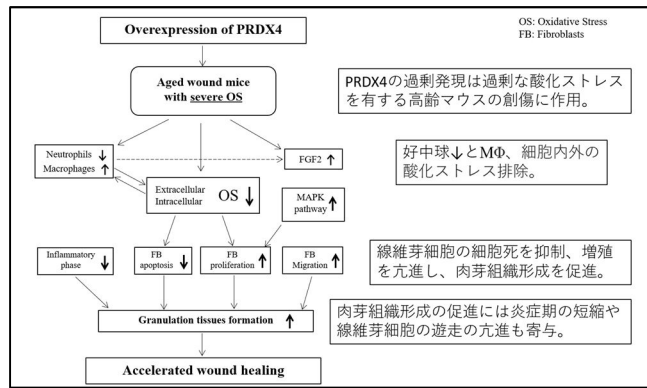 Overexpression of PRDX4
OS: Oxidative Stress
FB: Fibroblasts
Aged wound mice
with severe OS
PRDX4の過剰発現は過剰な酸化ストレス
を有する高齢マウスの創傷に作用。
Neutrophils ↓
Macrophages ↑
FGF2 ↑
好中球↓とMΦ、細胞内外の
酸化ストレス排除。
Extracellular
Intracellular
OS ↓
MAPK
pathway ↑
Inflammatory
phase ↓
FB
apoptosis ↓
FB
proliferation ↑
FB
Migration ↑
線維芽細胞の細胞死を抑制、増殖
を亢進し、肉芽組織形成を促進。
Granulation tissues formation ↑
肉芽組織形成の促進には炎症期の短縮や
線維芽細胞の遊走の亢進も寄与。
Accelerated wound healing